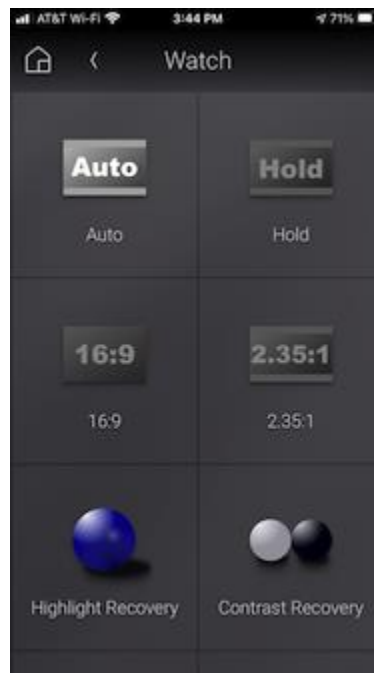 AT&T Wi-Fi 3:44 PM 71%
Watch
Auto Hold
Auto Hold
16:9 2.35:1
16:9 2.35:1
Highlight Recovery Contrast Recovery